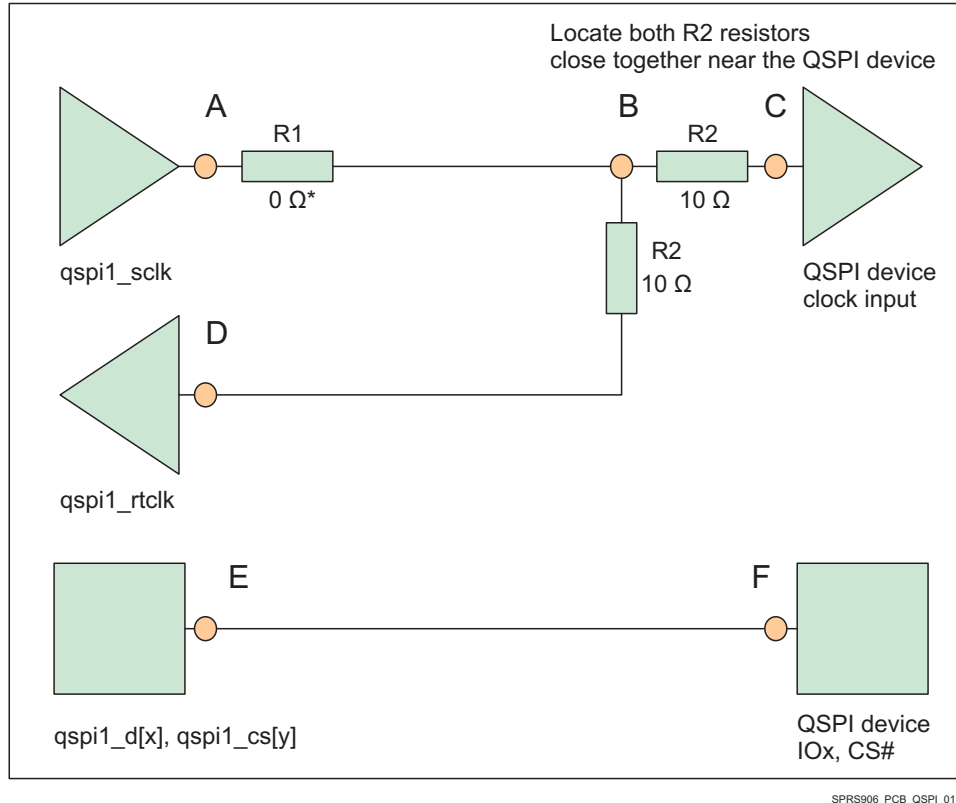 Locate both R2 resistors
close together near the QSPI device
A
R1
0 Ω*
B
R2
10 Ω
C
R2
10 Ω
qspi1_sclk
QSPI device
clock input
D
qspi1_rtclk
E
F
qspi1_d[x], qspi1_cs[y]
QSPI device
IOx, CS#
SPRS906_PCB_QSPI_01